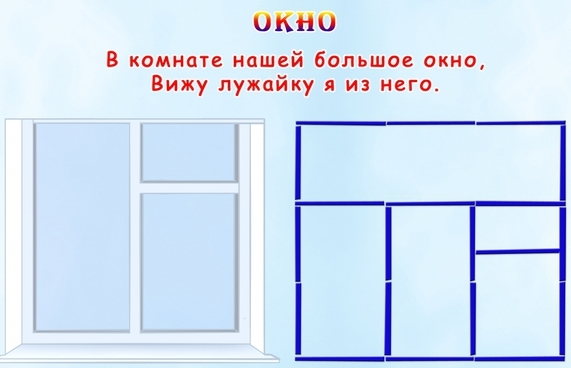 ОКНО
В комнате нашей большое окно,
Вижу лужайку я из него.